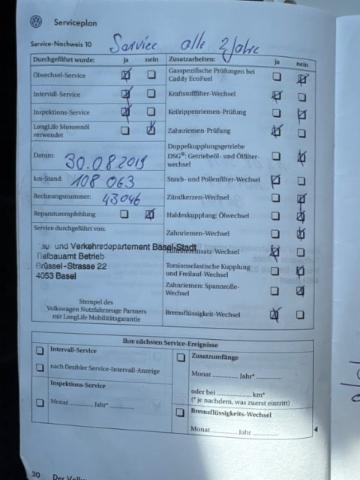 Serviceplan
Service-Nachweis 10 Service alle 2 Jahre
Durchgeführt wurde: ja nein
Ölwechsel-Service
Intervall-Service
Inspektions-Service
LongLife Motorenöl
verwendet
Datum: 30.08.2019
km-Stand: 108 063
Rechnungsnummer: 43046
Reparaturempfehlung
Service durchgeführt von:
und Verkehrsdepartement Basel-Stadt
Tiefbauamt Betrieb
Brüssel-Strasse 22
4053 Basel
Stempel des
Volkswagen Nutzfahrzeuge Partners
mit LongLife Mobilitätsgarantie
Zusatzarbeiten: ja nein
Gasspezifische Prüfungen bei
Caddy EcoFuel
Kraftstofffilter-Wechsel
Keilrippenriemen-Prüfung
Zahnriemen-Prüfung
Doppelkupplungsgetriebe
DSG®: Getriebeöl- und Ölfilter-
wechsel
Staub- und Pollenfilter-Wechsel
Zündkerzen-Wechsel
Haldexkupplung: Ölwechsel
Zahnriemen-Wechsel
Luftfiltereinsatz-Wechsel
Torsionselastische Kupplung
und Freilauf-Wechsel
Zahnriemen: Spannrolle-
Wechsel
Bremsflüssigkeit-Wechsel
Ihre nächsten Service-Ereignisse
Intervall-Service
nach flexibler Service-Intervall-Anzeige
Inspektions-Service
Monat Jahr*
Zusatzumfänge
Monat Jahr*
oder bei km*
(* je nachdem, was zuerst eintritt)
Bremsflüssigkeits-Wechsel
Monat Jahr
30 Der Volks